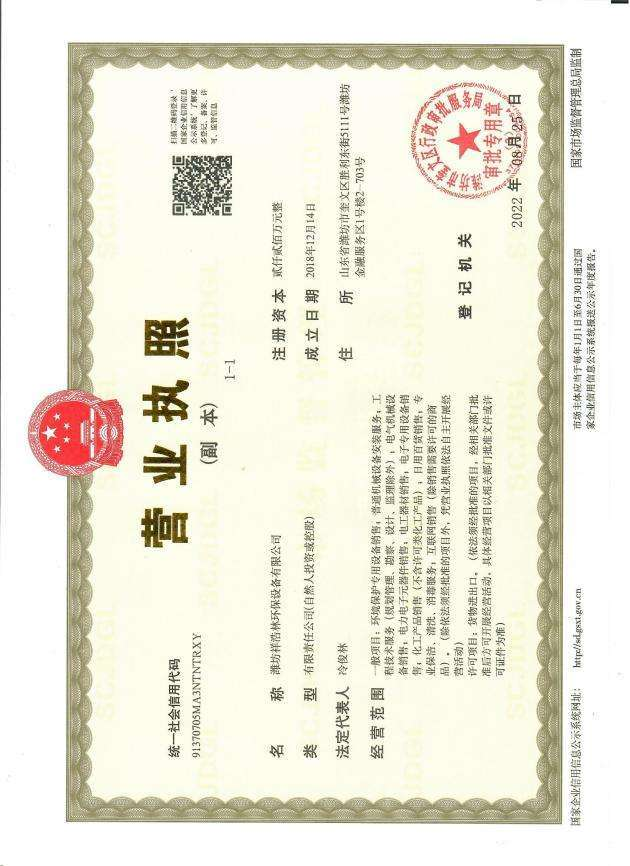 营业执照
(副 本)
1-1
扫描二维码登录"
国家企业信用信息
公示系统"了解更
多登记、备案、许
可、监管信息
统一社会信用代码
91370705MA3NTNTRXY
名 称 潍坊祥浩林环保设备有限公司
类 型 有限责任公司(自然人投资或控股)
法定代表人 冷俊林
经营范围 一般项目:环境保护专用设备销售;普通机械设备安装服务;工
程技术服务(规划管理、勘察、设计、监理除外);电气机械设
备销售;电力电子元器件销售;电工器材销售;电子专用设备销
售;化工产品销售(不含许可类化工产品);日用百货销售;专
业保洁、清洗、消毒服务;互联网销售(除销售需要许可的商
品)。(除依法须经批准的项目外,凭营业执照依法自主开展经
营活动)
许可项目:货物进出口。(依法须经批准的项目,经相关部门批
准后方可开展经营活动,具体经营项目以相关部门批准文件或许
可证件为准)
注册资本 贰仟贰佰万元整
成立日期 2018年12月14日
住 所 山东省潍坊市奎文区胜利东街5111号潍坊
金融服务区1号楼2-703号
登记机关
潍坊市奎文区行政审批服务局
审批专用章
2022 年 08月 25 日
国家企业信用信息公示系统网址: http://sd.gsxt.gov.cn
市场主体应当于每年1月1日至6月30日通过国
家企业信用信息公示系统报送公示年度报告。
国家市场监督管理总局监制